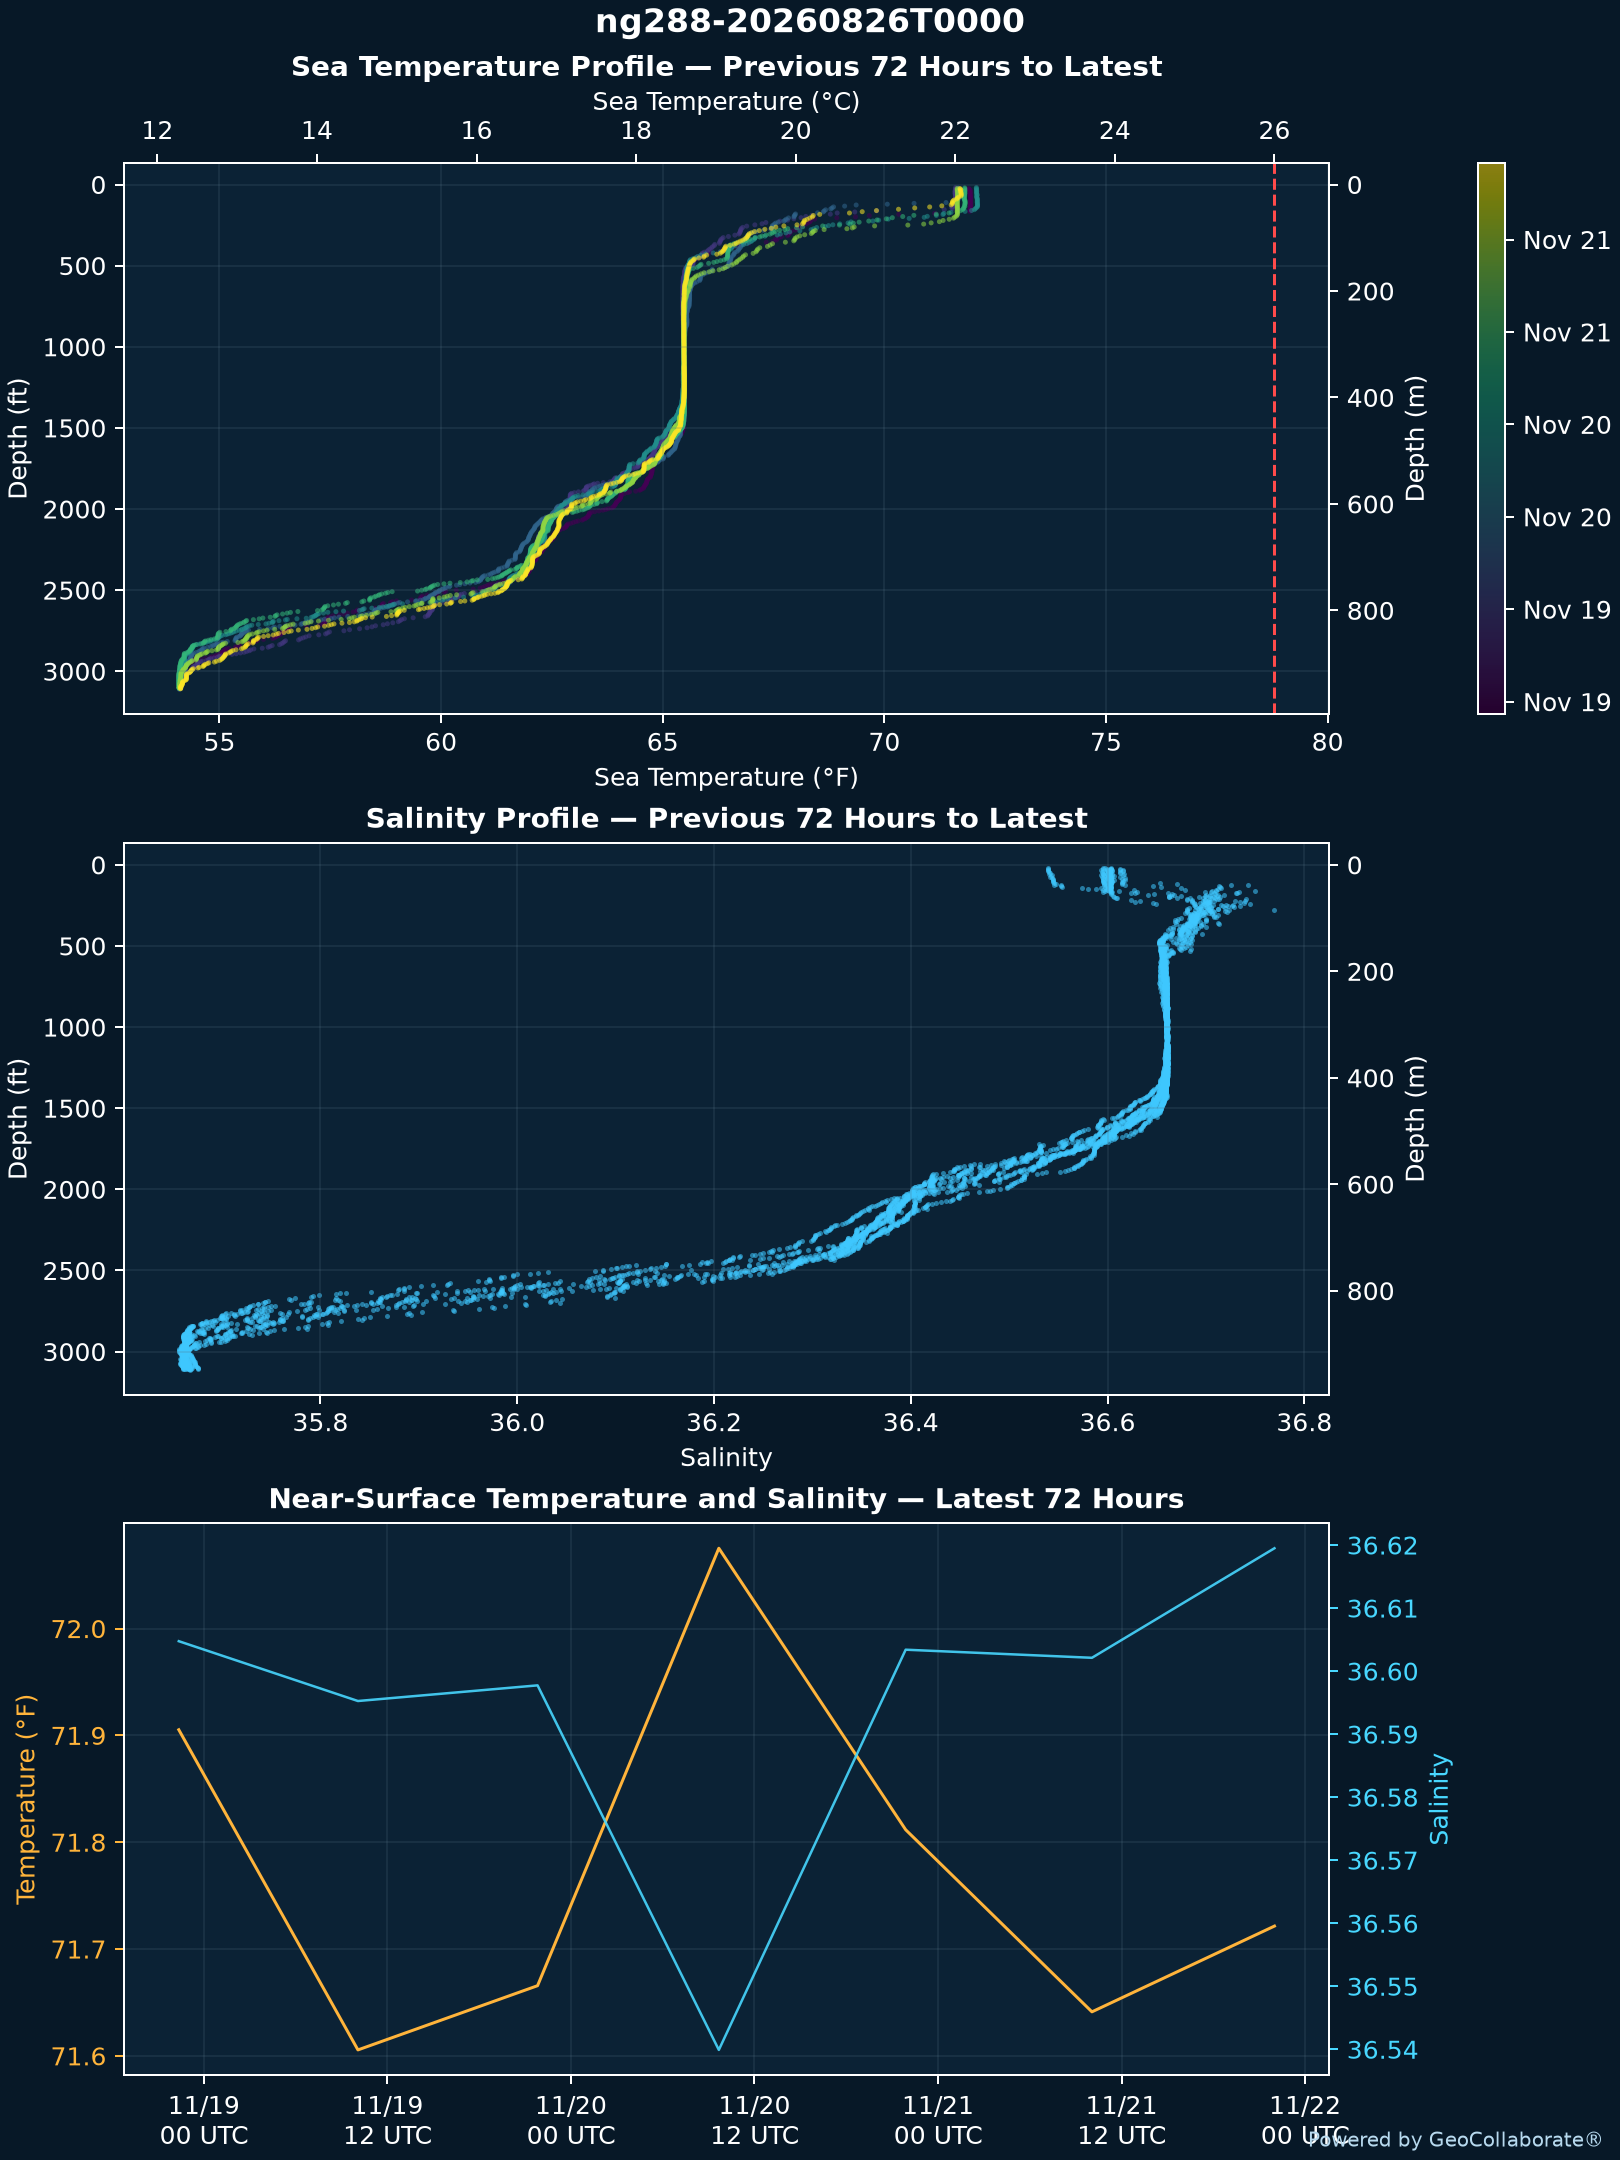 ng288-20260826T0000
Sea Temperature Profile — Previous 72 Hours to Latest
Sea Temperature (°C)
12 14 16 18 20 22 24 26
0 500 1000 1500 2000 2500 3000
Depth (ft)
0 200 400 600 800
Depth (m)
Nov 21
Nov 21
Nov 20
Nov 20
Nov 19
Nov 19
55 60 65 70 75 80
Sea Temperature (°F)
Salinity Profile — Previous 72 Hours to Latest
0 500 1000 1500 2000 2500 3000
Depth (ft)
0 200 400 600 800
Depth (m)
35.8 36.0 36.2 36.4 36.6 36.8
Salinity
Near-Surface Temperature and Salinity — Latest 72 Hours
72.0 71.9 71.8 71.7 71.6
Temperature (°F)
36.62 36.61 36.60 36.59 36.58 36.57 36.56 36.55 36.54
Salinity
11/19 11/19 11/20 11/20 11/21 11/21 11/22
00 UTC 12 UTC 00 UTC 12 UTC 00 UTC 12 UTC 00 UTC
Powered by GeoCollaborate®